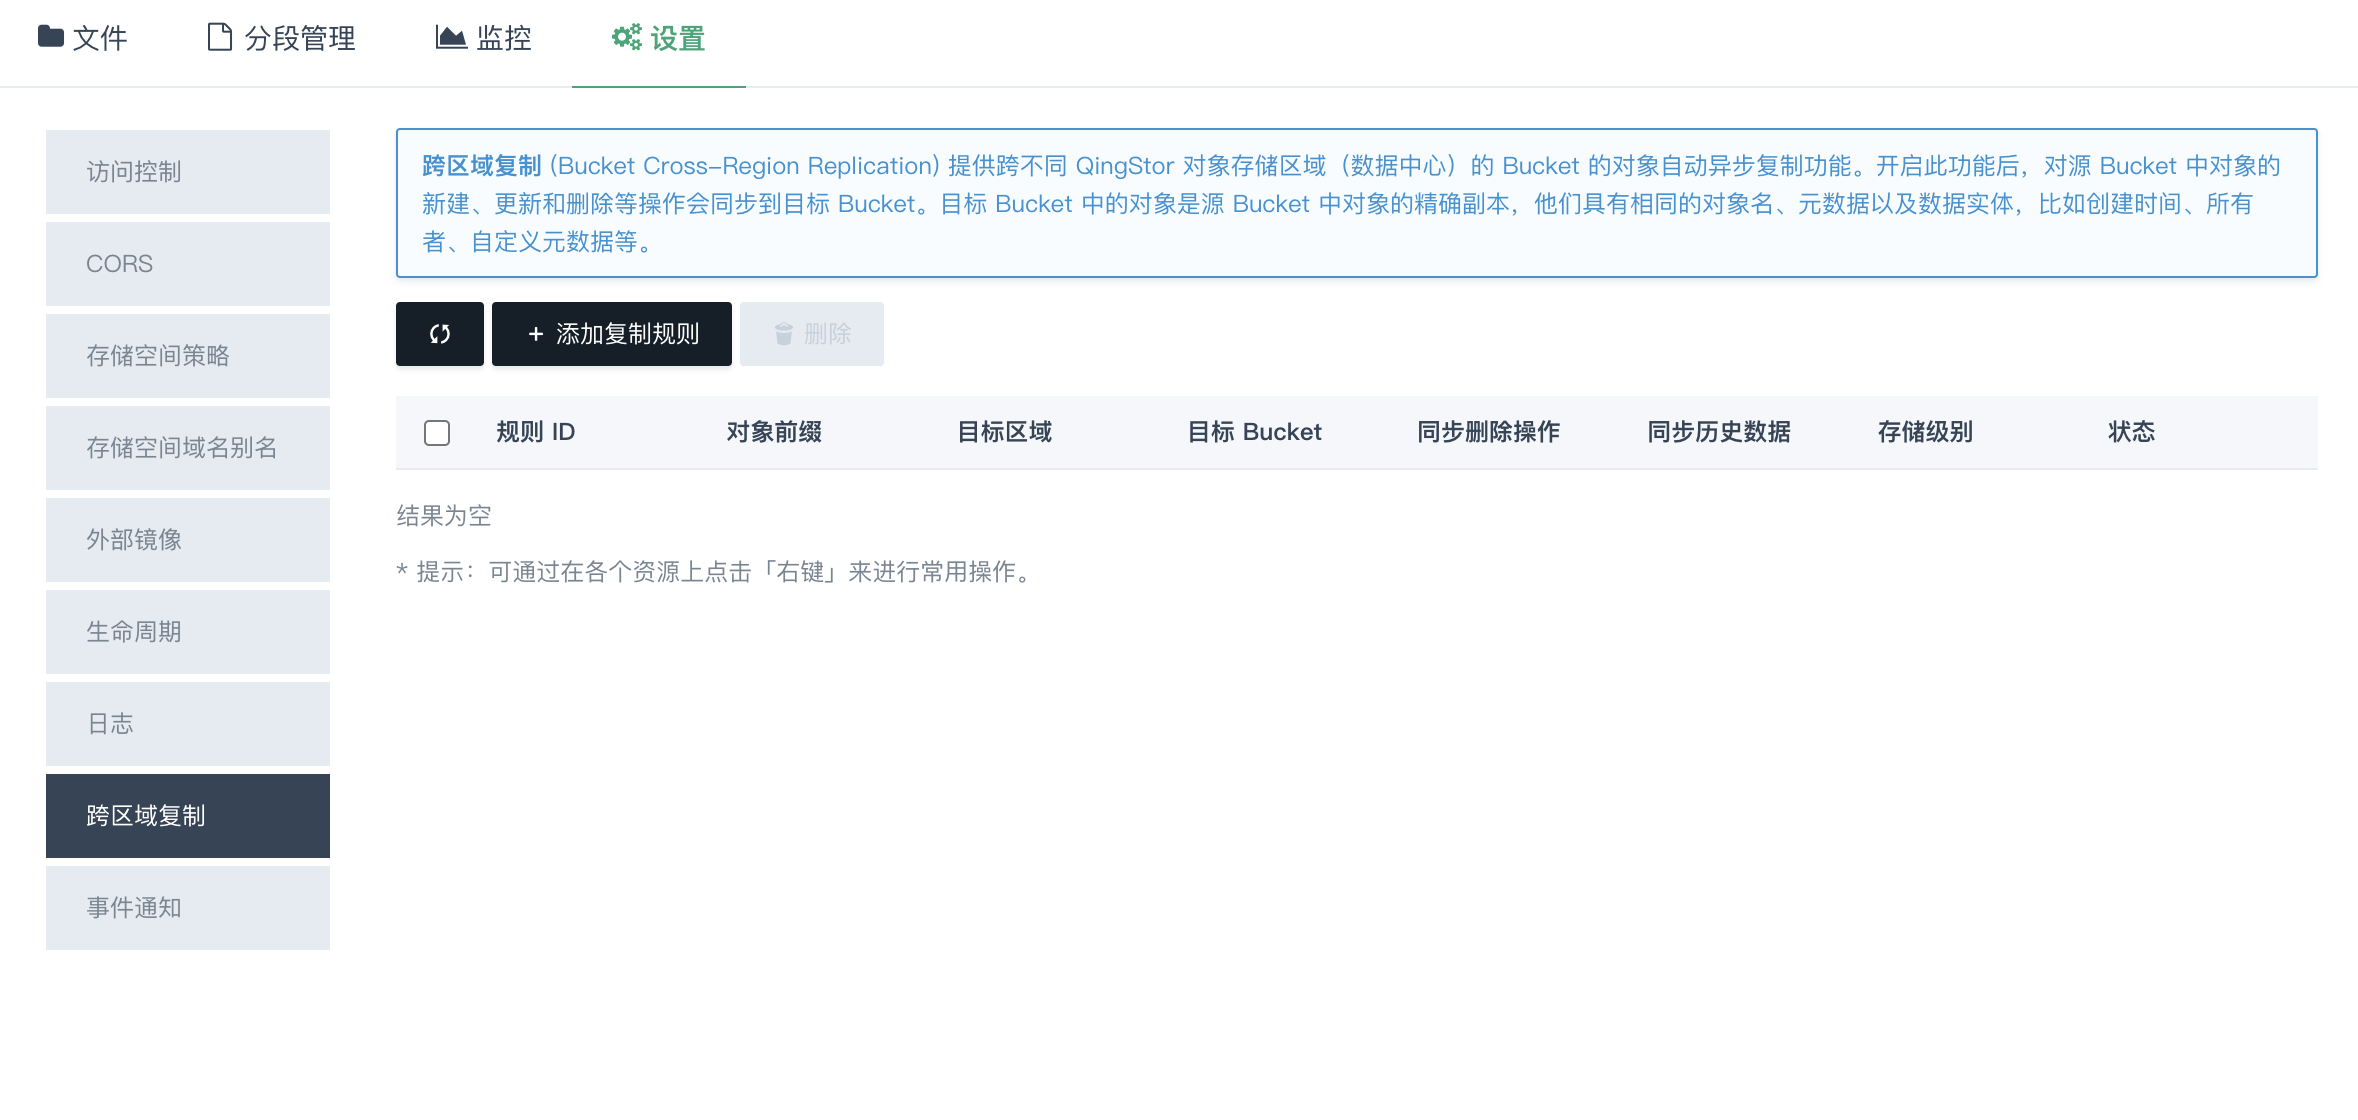 文件 分段管理 监控 设置
访问控制
CORS
存储空间策略
存储空间域名别名
外部镜像
生命周期
日志
跨区域复制
事件通知
跨区域复制 (Bucket Cross-Region Replication) 提供跨不同 QingStor 对象存储区域（数据中心）的 Bucket 的对象自动异步复制功能。开启此功能后，对源 Bucket 中对象的
新建、更新和删除等操作会同步到目标 Bucket。目标 Bucket 中的对象是源 Bucket 中对象的精确副本，他们具有相同的对象名、元数据以及数据实体，比如创建时间、所有
者、自定义元数据等。
+ 添加复制规则 删除
规则 ID 对象前缀 目标区域 目标 Bucket 同步删除操作 同步历史数据 存储级别 状态
结果为空
* 提示：可通过在各个资源上点击「右键」来进行常用操作。